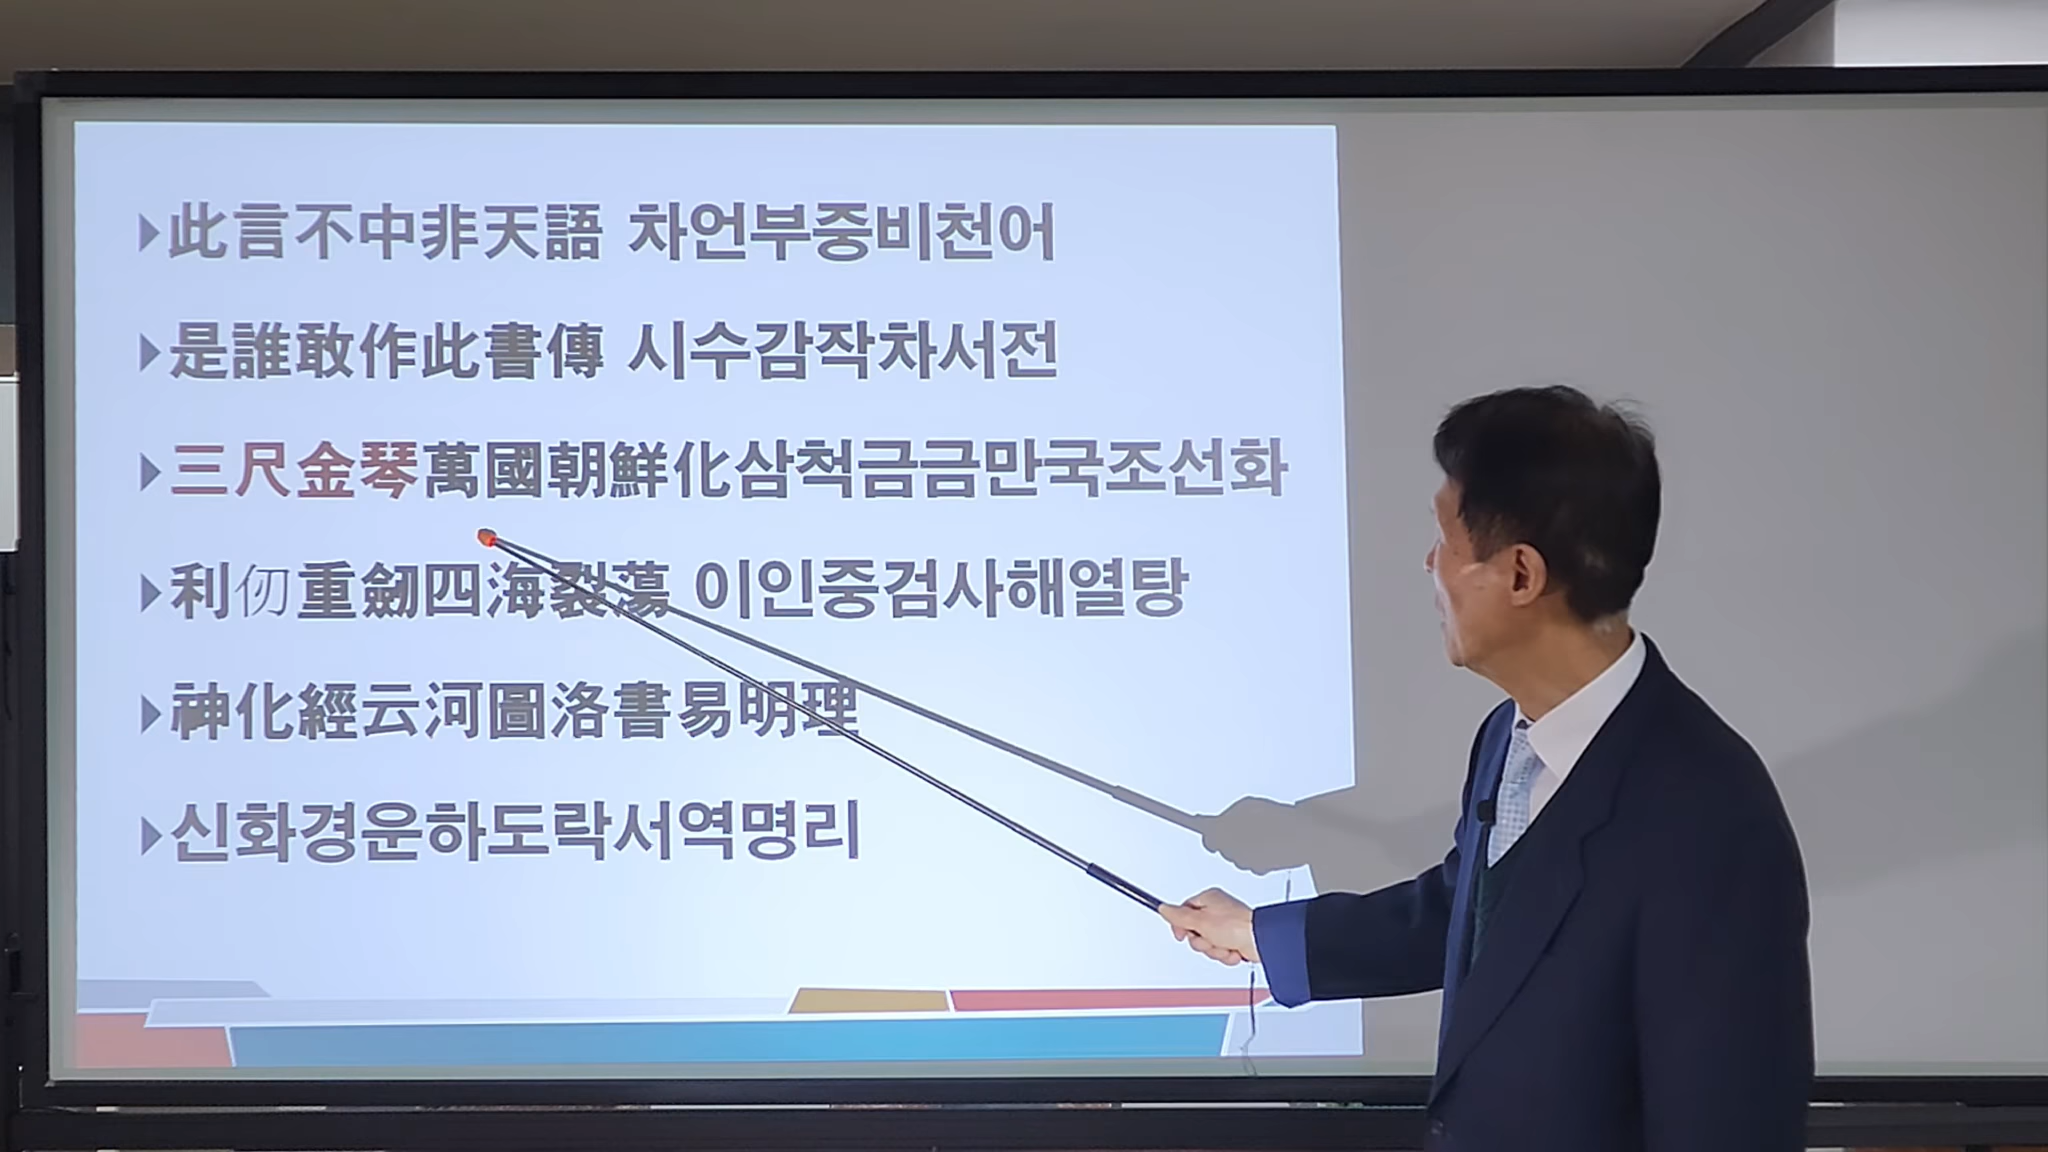 ▸此言不中非天語 차언부중비천어
▸是誰敢作此書傳 시수감작차서전
▸三尺金琴萬國朝鮮化삼척금금만국조선화
▸利仞重劒四海裂蕩 이인중검사해열탕
▸神化經云河圖洛書易明理
▸신화경운하도락서역명리